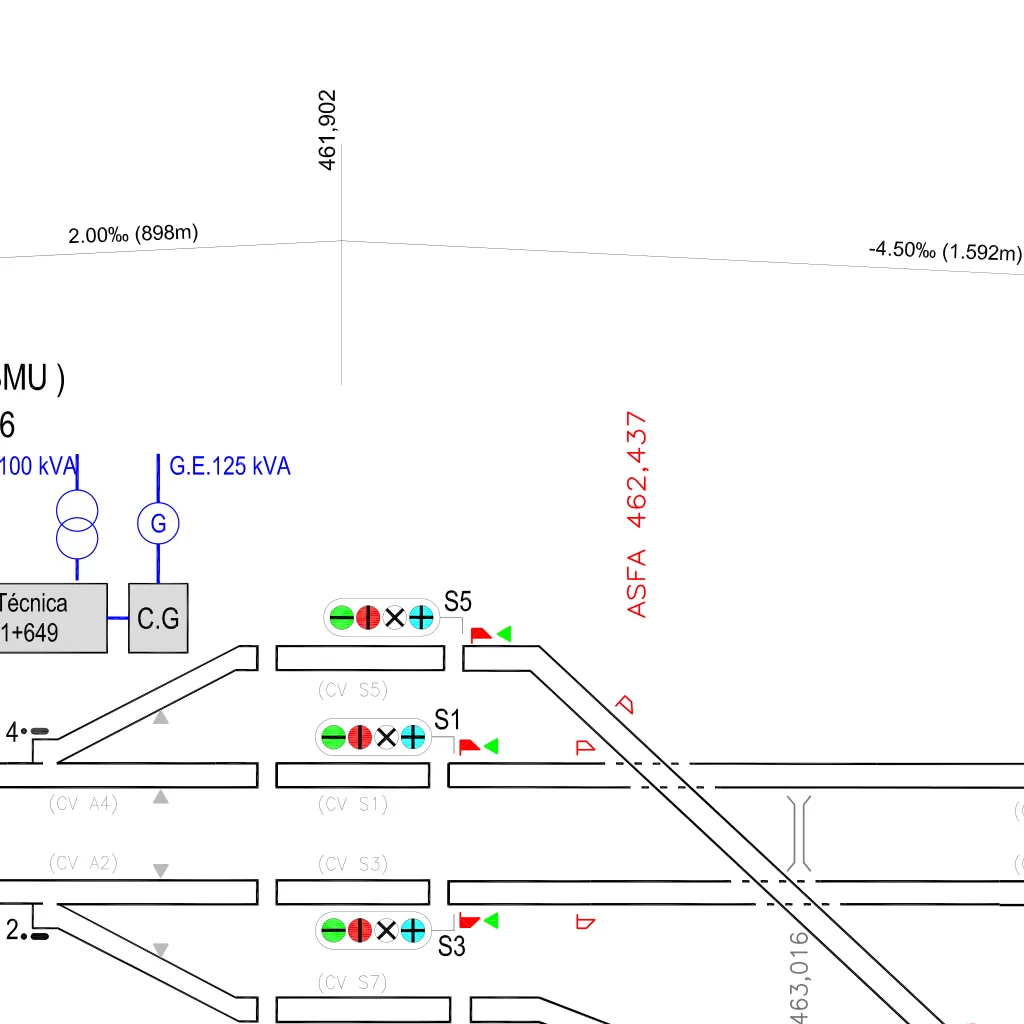 461,902
2.00‰ (898m)
-4.50‰ (1.592m)
MU )
6
100 kVA
G.E.125 kVA
G
ASFA 462,437
Técnica
1+649
C.G
S5
(CV S5)
4
S1
(CV A4)
(CV S1)
(CV A2)
(CV S3)
2
S3
(CV S7)
463,016